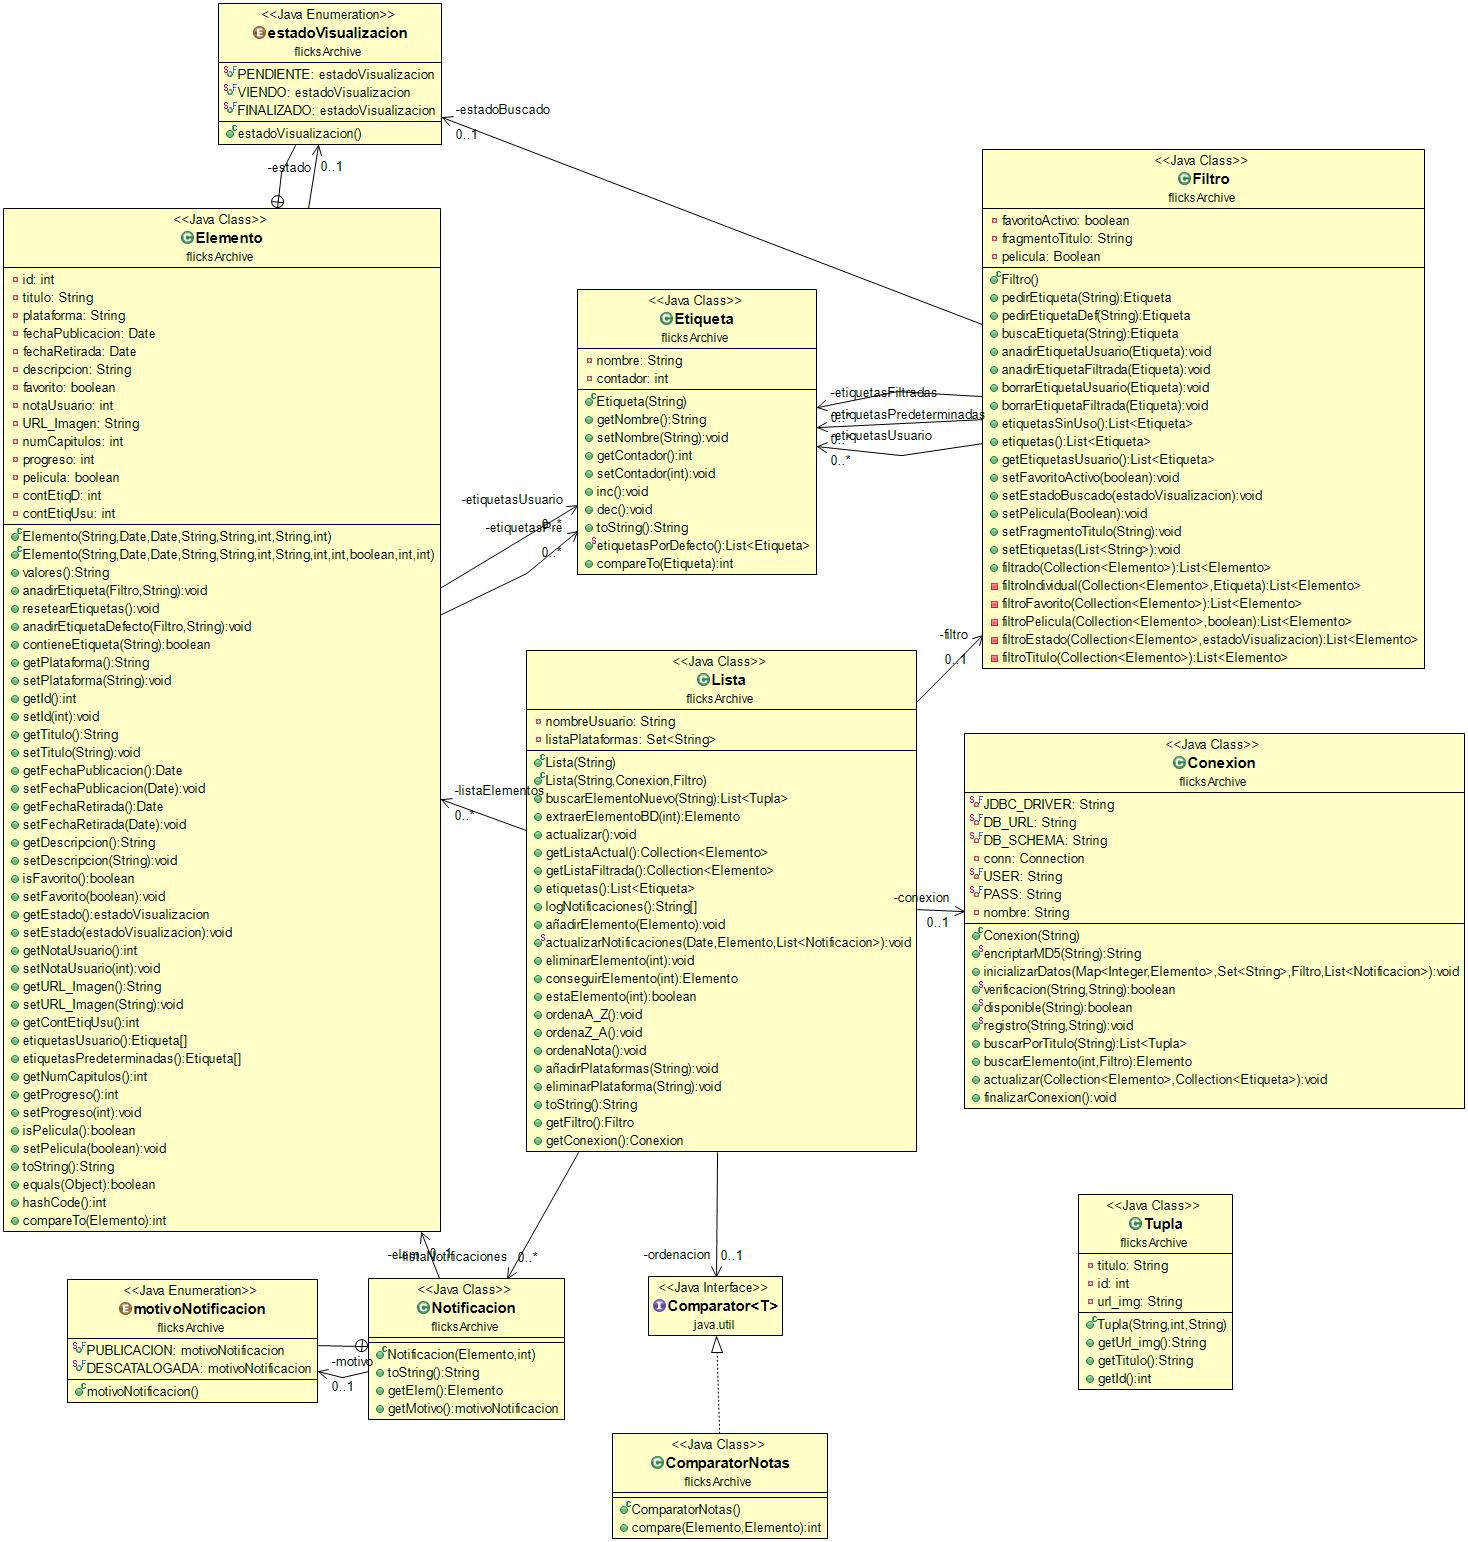 <<Java Enumeration>>
estadoVisualizacion
flicksArchive
PENDIENTE: estadoVisualizacion
VIENDO: estadoVisualizacion
FINALIZADO: estadoVisualizacion
estadoVisualizacion()
-estadoBuscado
0..1
-estado
0..1
<<Java Class>>
Filtro
flicksArchive
favoritoActivo: boolean
fragmentoTitulo: String
pelicula: Boolean
Filtro()
pedirEtiqueta(String):Etiqueta
pedirEtiquetaDef(String):Etiqueta
buscaEtiqueta(String):Etiqueta
anadirEtiquetaUsuario(Etiqueta):void
anadirEtiquetaFiltrada(Etiqueta):void
borrarEtiquetaUsuario(Etiqueta):void
borrarEtiquetaFiltrada(Etiqueta):void
etiquetasSinUso():List<Etiqueta>
etiquetas():List<Etiqueta>
getEtiquetasUsuario():List<Etiqueta>
setFavoritoActivo(boolean):void
setEstadoBuscado(estadoVisualizacion):void
setPelicula(Boolean):void
setFragmentoTitulo(String):void
setEtiquetas(List<String>):void
filtrado(Collection<Elemento>):List<Elemento>
filtroIndividual(Collection<Elemento>,Etiqueta):List<Elemento>
filtroFavorito(Collection<Elemento>):List<Elemento>
filtroPelicula(Collection<Elemento>,boolean):List<Elemento>
filtroEstado(Collection<Elemento>,estadoVisualizacion):List<Elemento>
filtroTitulo(Collection<Elemento>):List<Elemento>
<<Java Class>>
Elemento
flicksArchive
id: int
titulo: String
plataforma: String
fechaPublicacion: Date
fechaRetirada: Date
descripcion: String
favorito: boolean
notaUsuario: int
URL_Imagen: String
numCapitulos: int
progreso: int
pelicula: boolean
contEtiqD: int
contEtiqUsu: int
Elemento(String,Date,Date,String,String,int,String,int)
Elemento(String,Date,Date,String,String,int,String,int,int,boolean,int,int)
valores():String
anadirEtiqueta(Filtro,String):void
resetearEtiquetas():void
anadirEtiquetaDefecto(Filtro,String):void
contieneEtiqueta(String):boolean
getPlataforma():String
setPlataforma(String):void
getId():int
setId(int):void
getTitulo():String
setTitulo(String):void
getFechaPublicacion():Date
setFechaPublicacion(Date):void
getFechaRetirada():Date
setFechaRetirada(Date):void
getDescripcion():String
setDescripcion(String):void
isFavorito():boolean
setFavorito(boolean):void
getEstado():estadoVisualizacion
setEstado(estadoVisualizacion):void
getNotaUsuario():int
setNotaUsuario(int):void
getURL_Imagen():String
setURL_Imagen(String):void
getContEtiqUsu():int
etiquetasUsuario():Etiqueta[]
etiquetasPredeterminadas():Etiqueta[]
getNumCapitulos():int
getProgreso():int
setProgreso(int):void
isPelicula():boolean
setPelicula(boolean):void
toString():String
equals(Object):boolean
hashCode():int
compareTo(Elemento):int
<<Java Class>>
Etiqueta
flicksArchive
nombre: String
contador: int
Etiqueta(String)
getNombre():String
setNombre(String):void
getContador():int
setContador(int):void
inc():void
dec():void
toString():String
etiquetasPorDefecto():List<Etiqueta>
compareTo(Etiqueta):int
-etiquetasFiltradas
0..*
-etiquetasPredeterminadas
0..*
-etiquetasUsuario
0..*
-etiquetasUsuario
0..*
-etiquetasPre
0..*
-filtro
0..1
<<Java Class>>
Lista
flicksArchive
nombreUsuario: String
listaPlataformas: Set<String>
Lista(String)
Lista(String,Conexion,Filtro)
buscarElementoNuevo(String):List<Tupla>
extraerElementoBD(int):Elemento
actualizar():void
getListaActual():Collection<Elemento>
getListaFiltrada():Collection<Elemento>
etiquetas():List<Etiqueta>
logNotificaciones():String[]
añadirElemento(Elemento):void
actualizarNotificaciones(Date,Elemento,List<Notificacion>):void
eliminarElemento(int):void
conseguirElemento(int):Elemento
estaElemento(int):boolean
ordenaA_Z():void
ordenaZ_A():void
ordenaNota():void
añadirPlataformas(String):void
eliminarPlataforma(String):void
toString():String
getFiltro():Filtro
getConexion():Conexion
-listaElementos
0..*
-conexion
0..1
<<Java Class>>
Conexion
flicksArchive
JDBC_DRIVER: String
DB_URL: String
DB_SCHEMA: String
conn: Connection
USER: String
PASS: String
nombre: String
Conexion(String)
encriptarMD5(String):String
inicializarDatos(Map<Integer,Elemento>,Set<String>,Filtro,List<Notificacion>):void
verificacion(String,String):boolean
disponible(String):boolean
registro(String,String):void
buscarPorTitulo(String):List<Tupla>
buscarElemento(int,Filtro):Elemento
actualizar(Collection<Elemento>,Collection<Etiqueta>):void
finalizarConexion():void
<<Java Class>>
Tupla
flicksArchive
titulo: String
id: int
url_img: String
Tupla(String,int,String)
getUrl_img():String
getTitulo():String
getId():int
-elem
0..1
-listaNotificaciones
0..*
-ordenacion
0..1
<<Java Enumeration>>
motivoNotificacion
flicksArchive
PUBLICACION: motivoNotificacion
DESCATALOGADA: motivoNotificacion
motivoNotificacion()
-motivo
0..1
<<Java Class>>
Notificacion
flicksArchive
Notificacion(Elemento,int)
toString():String
getElem():Elemento
getMotivo():motivoNotificacion
<<Java Interface>>
Comparator<T>
java.util
<<Java Class>>
ComparatorNotas
flicksArchive
ComparatorNotas()
compare(Elemento,Elemento):int